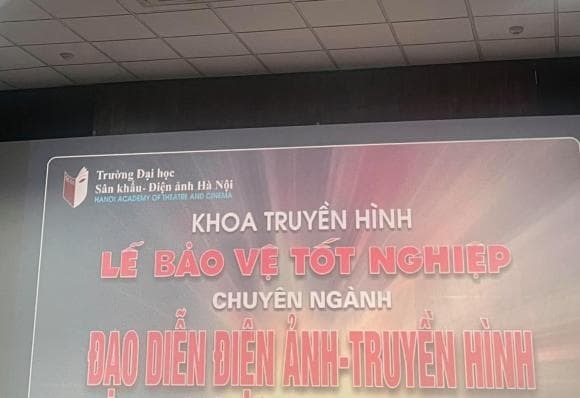 Trường Đại học
Sân khấu - Điện ảnh Hà Nội
HANOI ACADEMY OF THEATRE AND CINEMA
KHOA TRUYỀN HÌNH
LỄ BẢO VỆ TỐT NGHIỆP
CHUYÊN NGÀNH
ĐẠO DIỄN ĐIỆN ẢNH-TRUYỀN HÌNH